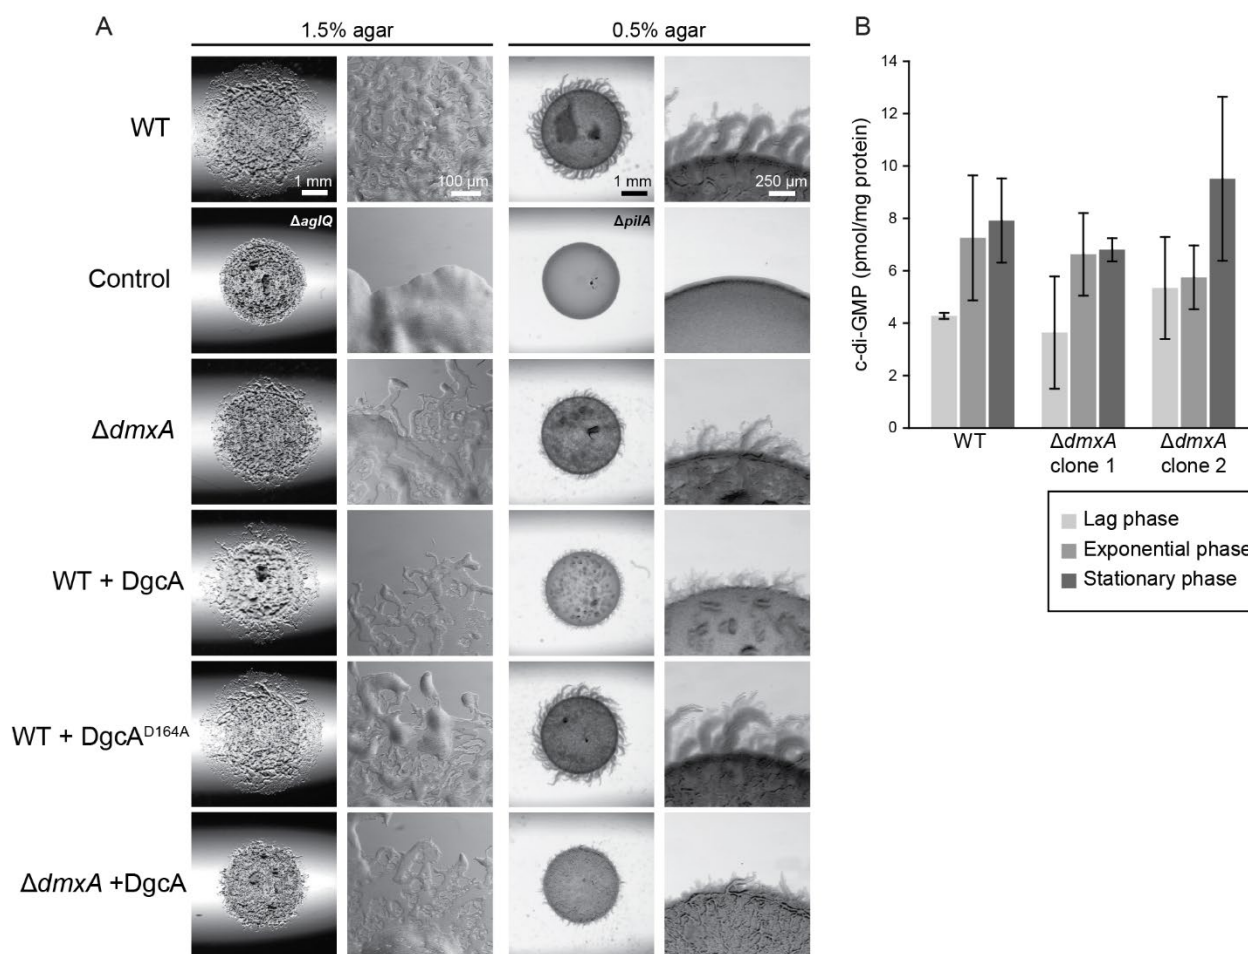 A
1.5% agar
0.5% agar
WT
1 mm
100 µm
1 mm
250 µm
Control
ΔaglQ
ΔpilA
ΔdmxA
WT + DgcA
WT + DgcA^D164A
ΔdmxA +DgcA
B
c-di-GMP (pmol/mg protein)
14
12
10
8
6
4
2
0
WT
ΔdmxA
clone 1
ΔdmxA
clone 2
Lag phase
Exponential phase
Stationary phase